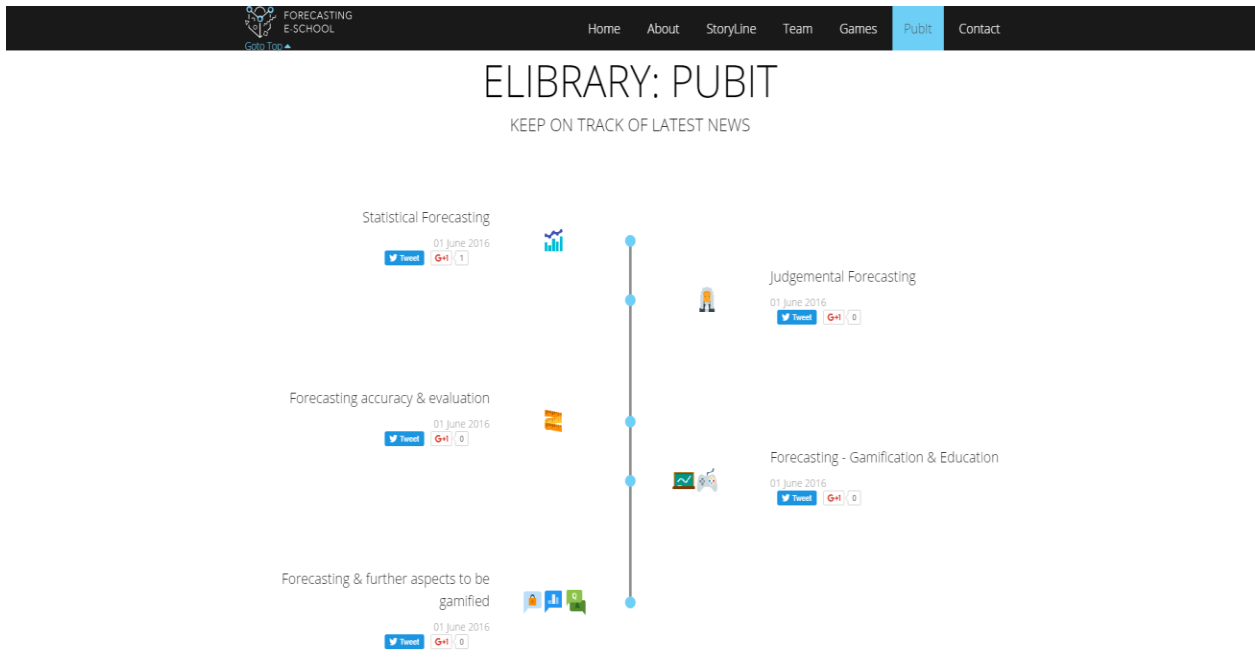 FORECASTING
E-SCHOOL
Goto Top
Home About StoryLine Team Games Pubit Contact
ELIBRARY: PUBIT
KEEP ON TRACK OF LATEST NEWS
Statistical Forecasting
01 June 2016
Tweet G+1 1
Judgemental Forecasting
01 June 2016
Tweet G+1 0
Forecasting accuracy & evaluation
01 June 2016
Tweet G+1 0
Forecasting - Gamification & Education
01 June 2016
Tweet G+1 0
Forecasting & further aspects to be
gamified
Q
01 June 2016
Tweet G+1 0